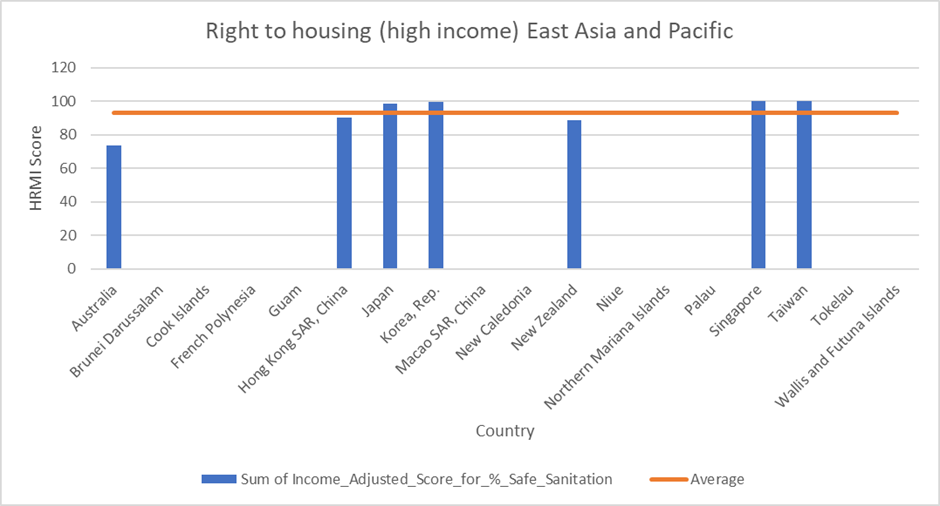 Right to housing (high income) East Asia and Pacific
HRMI Score
120
100
80
60
40
20
0
Australia
Brunei Darussalam
Cook Islands
French Polynesia
Guam
Hong Kong SAR, China
Japan
Korea, Rep.
Macao SAR, China
New Caledonia
New Zealand
Niue
Northern Mariana Islands
Palau
Singapore
Taiwan
Tokelau
Wallis and Futuna Islands
Country
Sum of Income_Adjusted_Score_for_%_Safe_Sanitation
Average